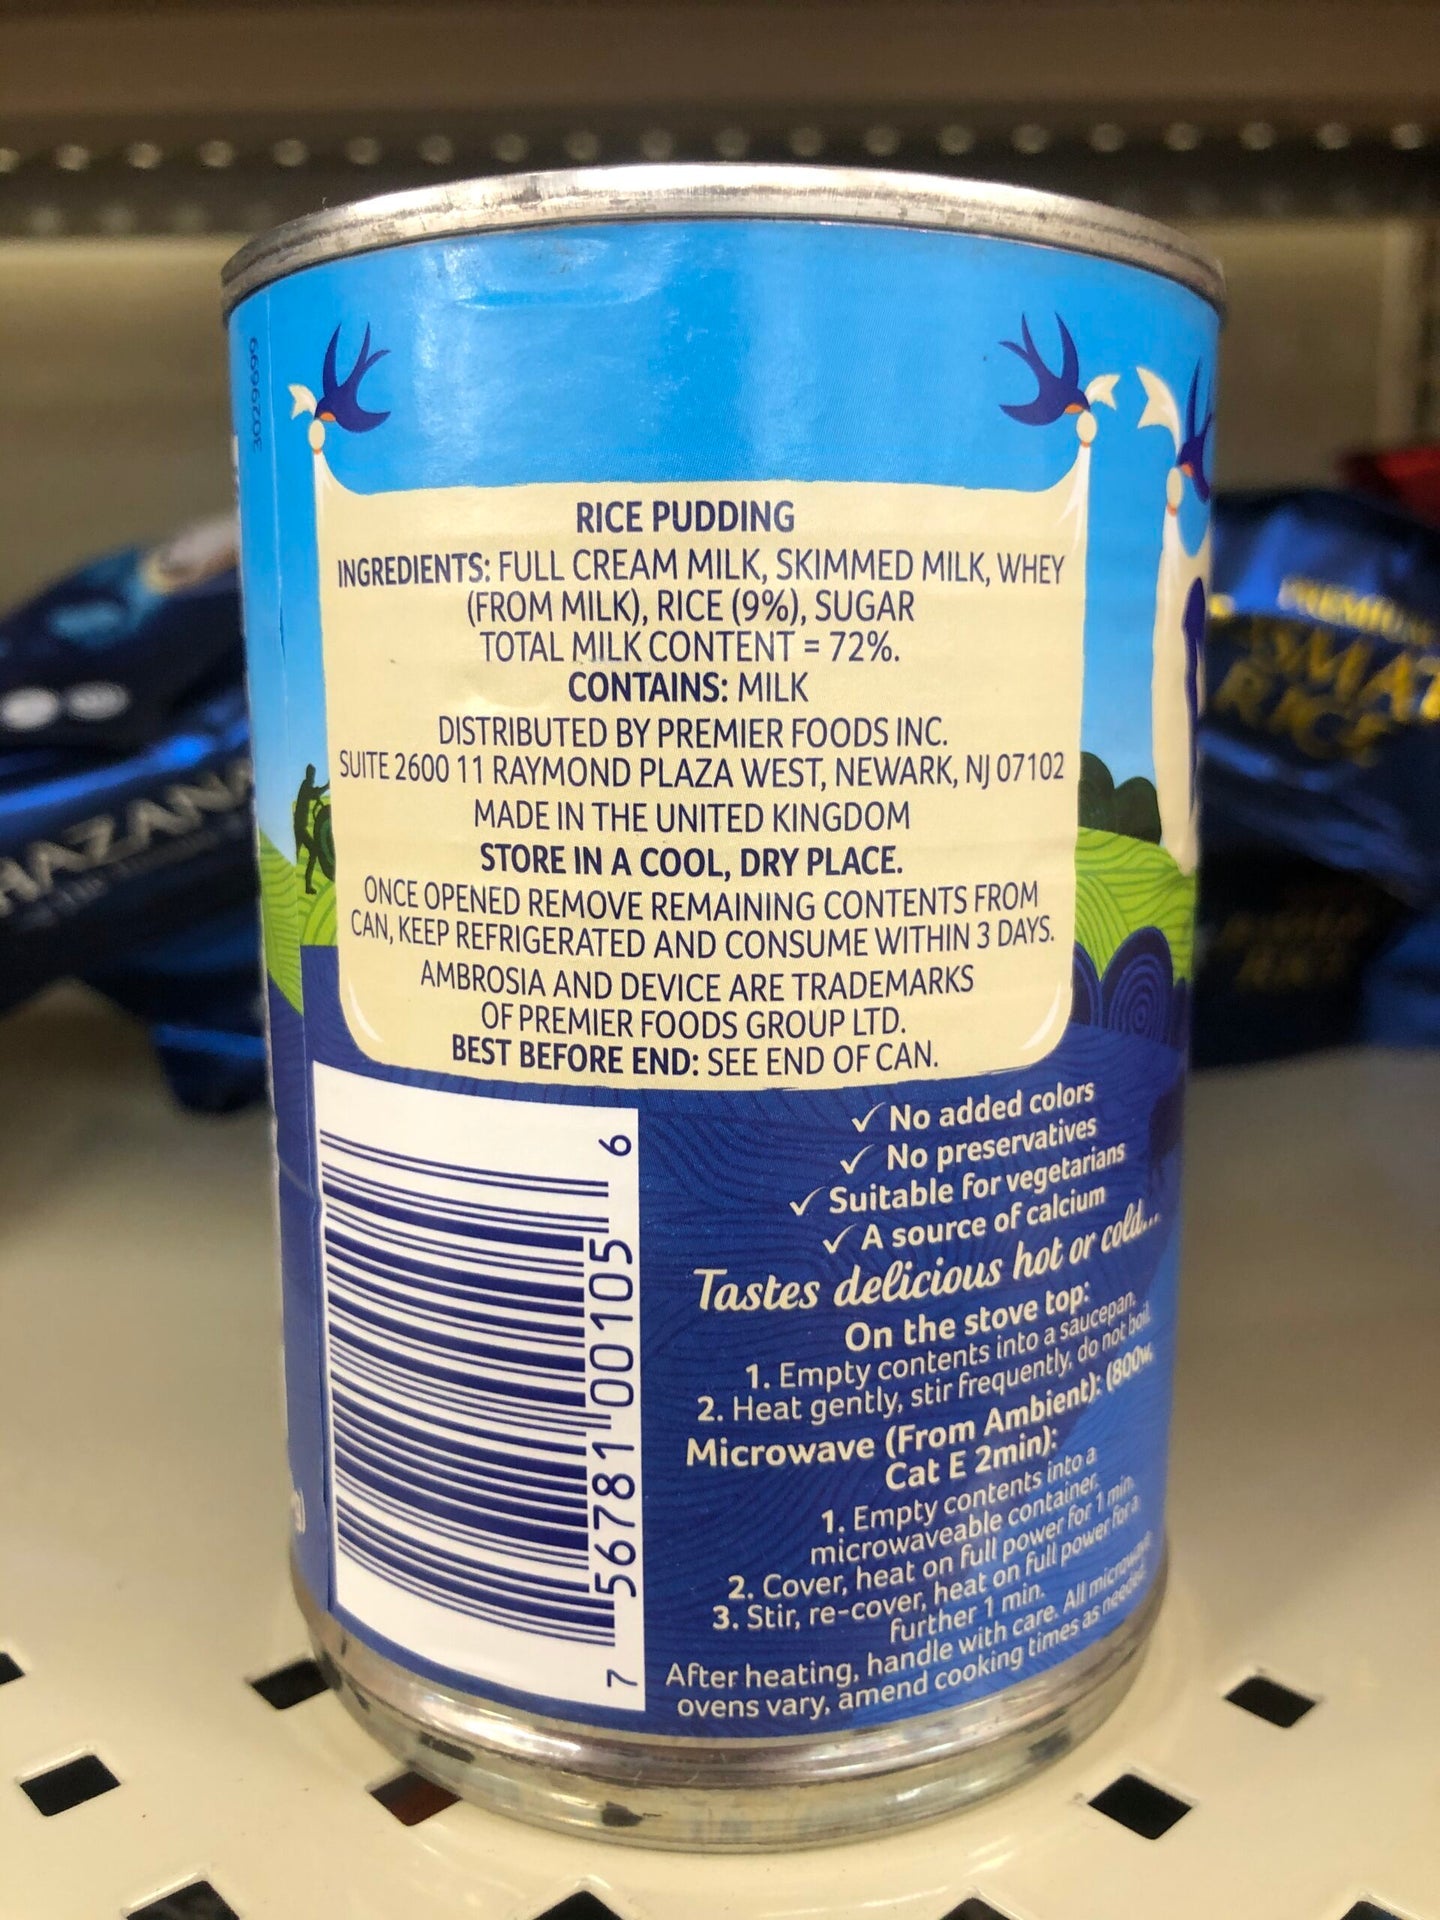 3029699
RICE PUDDING
INGREDIENTS: FULL CREAM MILK, SKIMMED MILK, WHEY
(FROM MILK), RICE (9%), SUGAR
TOTAL MILK CONTENT = 72%.
CONTAINS: MILK
DISTRIBUTED BY PREMIER FOODS INC.
SUITE 2600 11 RAYMOND PLAZA WEST, NEWARK, NJ 07102
MADE IN THE UNITED KINGDOM
STORE IN A COOL, DRY PLACE.
ONCE OPENED REMOVE REMAINING CONTENTS FROM
CAN, KEEP REFRIGERATED AND CONSUME WITHIN 3 DAYS.
AMBROSIA AND DEVICE ARE TRADEMARKS
OF PREMIER FOODS GROUP LTD.
BEST BEFORE END: SEE END OF CAN.
✓ No added colors
✓ No preservatives
✓ Suitable for vegetarians
✓ A source of calcium
Tastes delicious hot or cold...
On the stove top:
1. Empty contents into a saucepan.
2. Heat gently, stir frequently, do not boil.
Microwave (From Ambient): (800w,
Cat E 2min):
1. Empty contents into a
microwaveable container.
2. Cover, heat on full power for 1 min.
3. Stir, re-cover, heat on full power for a
further 1 min.
After heating, handle with care. All microwave
ovens vary, amend cooking times as needed.
7 56781 00105 6
HAZANA
PREMIUM
RICE